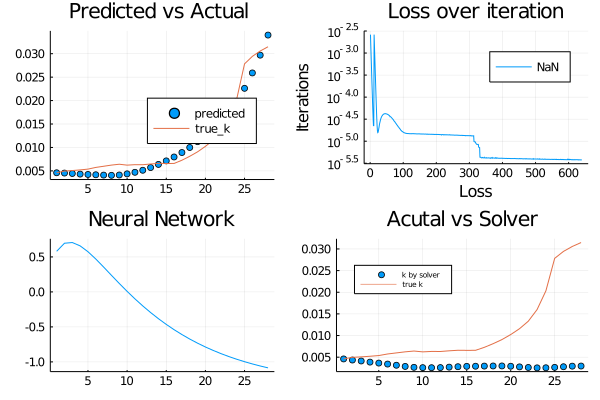 Predicted vs Actual
0.030
0.025
0.020
0.015
0.010
0.005
predicted
true_k
5 10 15 20 25
Loss over iteration
10^- 2.5
10^- 3.0
10^- 3.5
10^- 4.0
10^- 4.5
10^- 5.0
10^- 5.5
Iterations
NaN
0 100 200 300 400 500 600
Loss
Neural Network
0.5
0.0
-0.5
-1.0
5 10 15 20 25
Acutal vs Solver
0.030
0.025
0.020
0.015
0.010
0.005
k by solver
true k
5 10 15 20 25